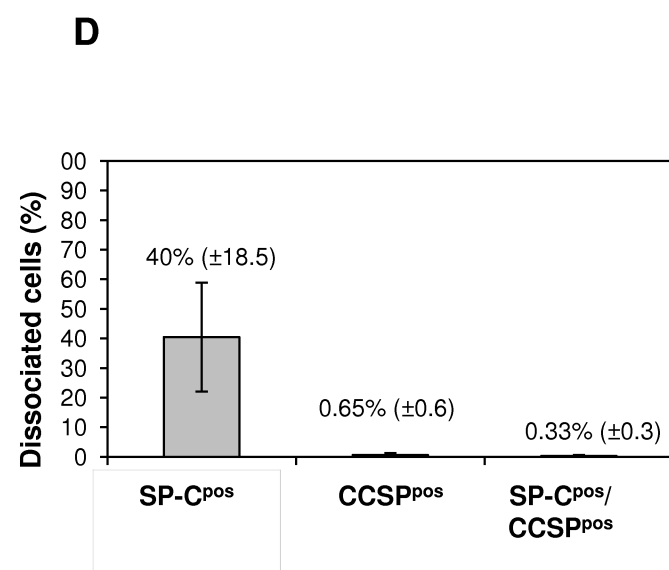 D
Dissociated cells (%)
00
90
80
70
60
50
40
30
20
10
0
40% (±18.5)
0.65% (±0.6)
0.33% (±0.3)
SP-Cpos
CCSPpos
SP-Cpos/
CCSPpos